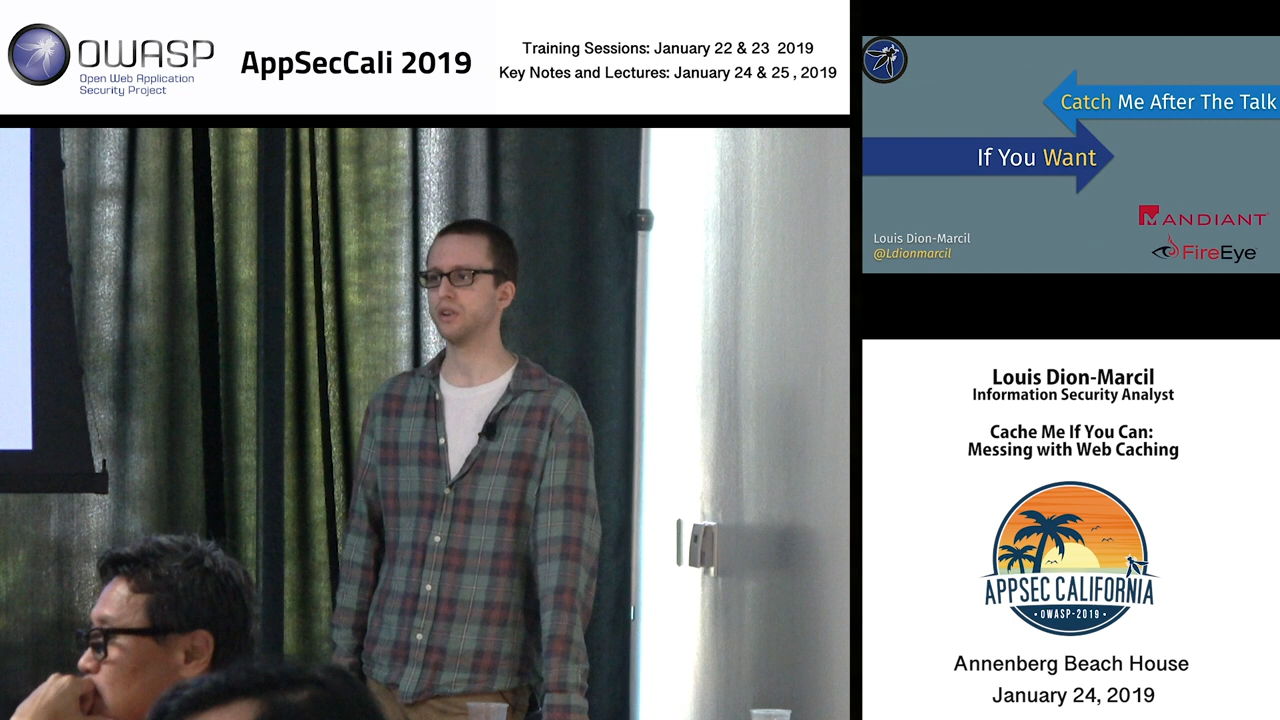 OWASP
Open Web Application
Security Project
AppSecCali 2019
Training Sessions: January 22 & 23 2019
Key Notes and Lectures: January 24 & 25 , 2019
Catch Me After The Talk
If You Want
MANDIANT
FireEye
Louis Dion-Marcil
@Ldionmarcil
Louis Dion-Marcil
Information Security Analyst
Cache Me If You Can:
Messing with Web Caching
APPSEC CALIFORNIA
• OWASP-2019 •
Annenberg Beach House
January 24, 2019